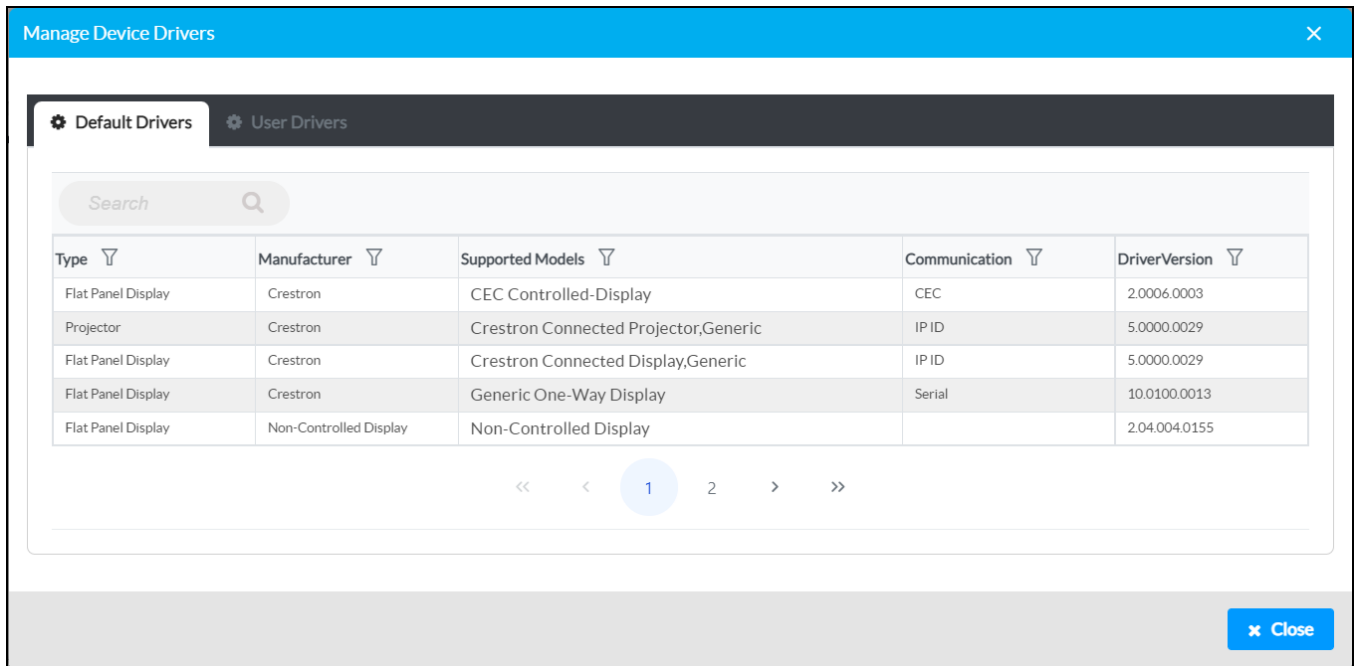 Manage Device Drivers
Default Drivers User Drivers
Search
Type Manufacturer Supported Models Communication DriverVersion
Flat Panel Display Crestron CEC Controlled-Display CEC 2.0006.0003
Projector Crestron Crestron Connected Projector,Generic IP ID 5.0000.0029
Flat Panel Display Crestron Crestron Connected Display,Generic IP ID 5.0000.0029
Flat Panel Display Crestron Generic One-Way Display Serial 10.0100.0013
Flat Panel Display Non-Controlled Display Non-Controlled Display 2.04.004.0155
<< < 1 2 > >>
Close